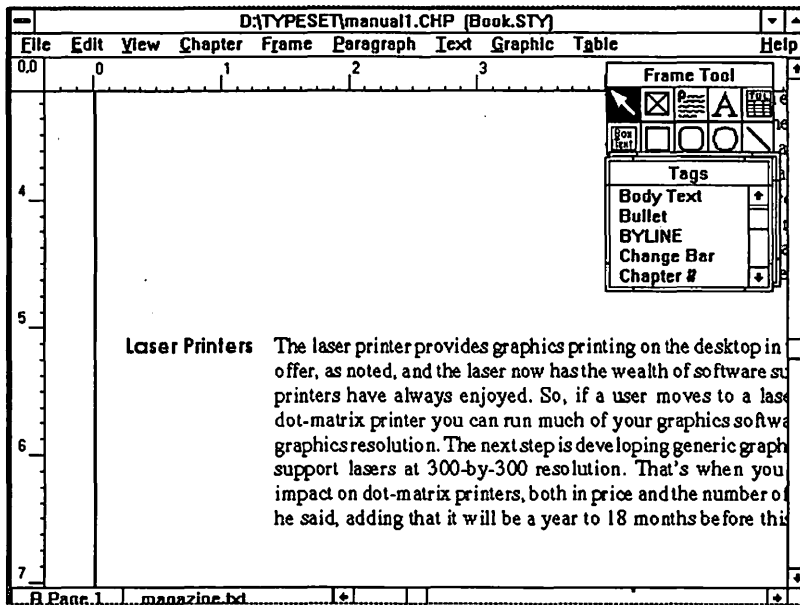 D:\TYPESET\manual1.CHP (Book.STY)
File Edit View Chapter Frame Paragraph Text Graphic Table Help
0,0 0 1 2 3
Frame Tool
A TUL
Box Text
Tags
Body Text
Bullet
BYLINE
Change Bar
Chapter #
4
5
Laser Printers The laser printer provides graphics printing on the desktop in
offer, as noted, and the laser now has the wealth of software su
printers have always enjoyed. So, if a user moves to a lase
dot-matrix printer you can run much of your graphics softwa
graphics resolution. The next step is developing generic graph
6
support lasers at 300-by-300 resolution. That's when you
impact on dot-matrix printers, both in price and the number of
he said, adding that it will be a year to 18 months before this
7
Page 1 magazine.txt